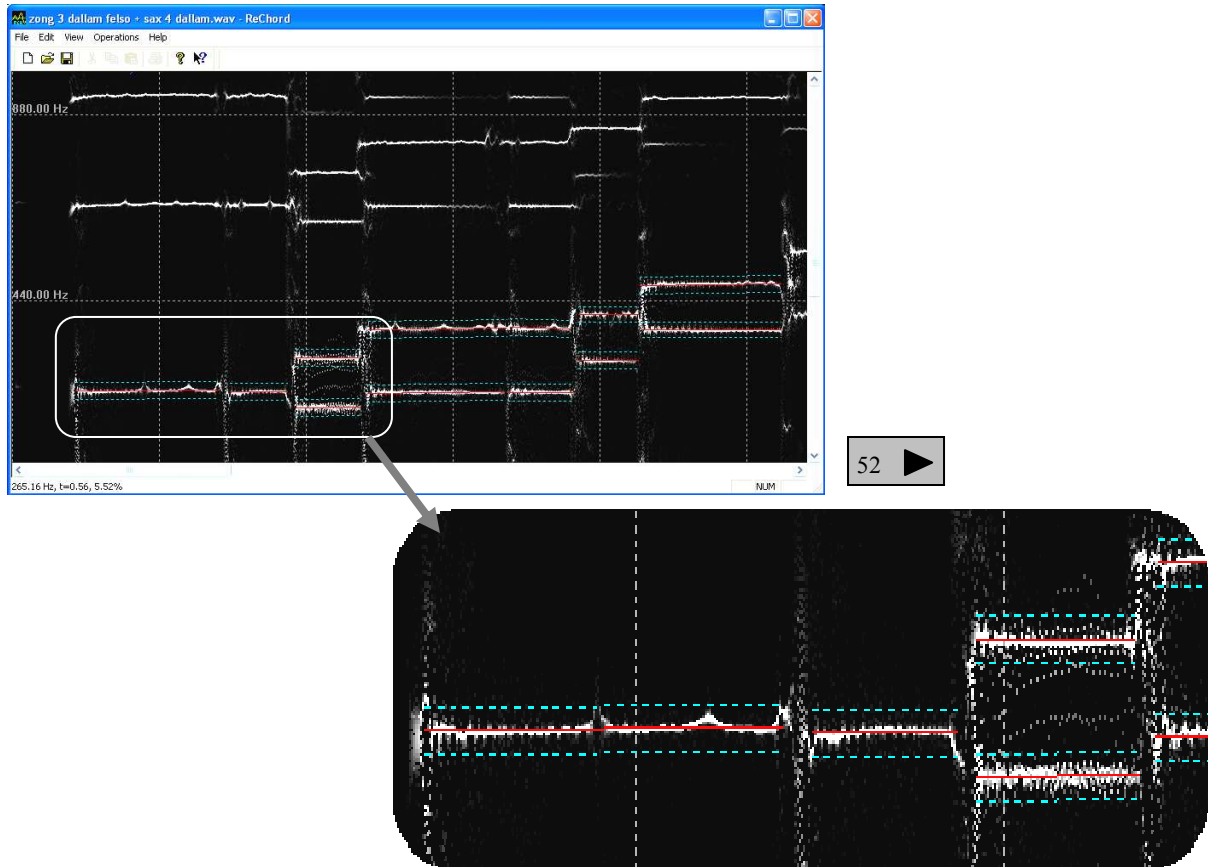 zong 3 dallam felso + sax 4 dallam.wav - ReChord
File Edit View Operations Help
880.00 Hz
440.00 Hz
265.16 Hz, t=0.56, 5.52%
NUM
52